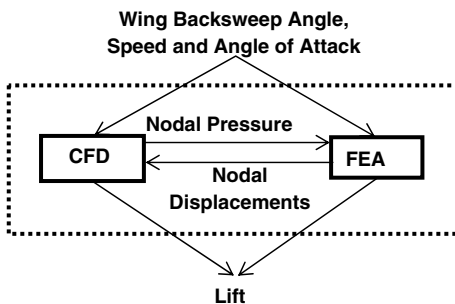 Wing Backsweep Angle,
Speed and Angle of Attack
Nodal Pressure
CFD
FEA
Nodal
Displacements
Lift